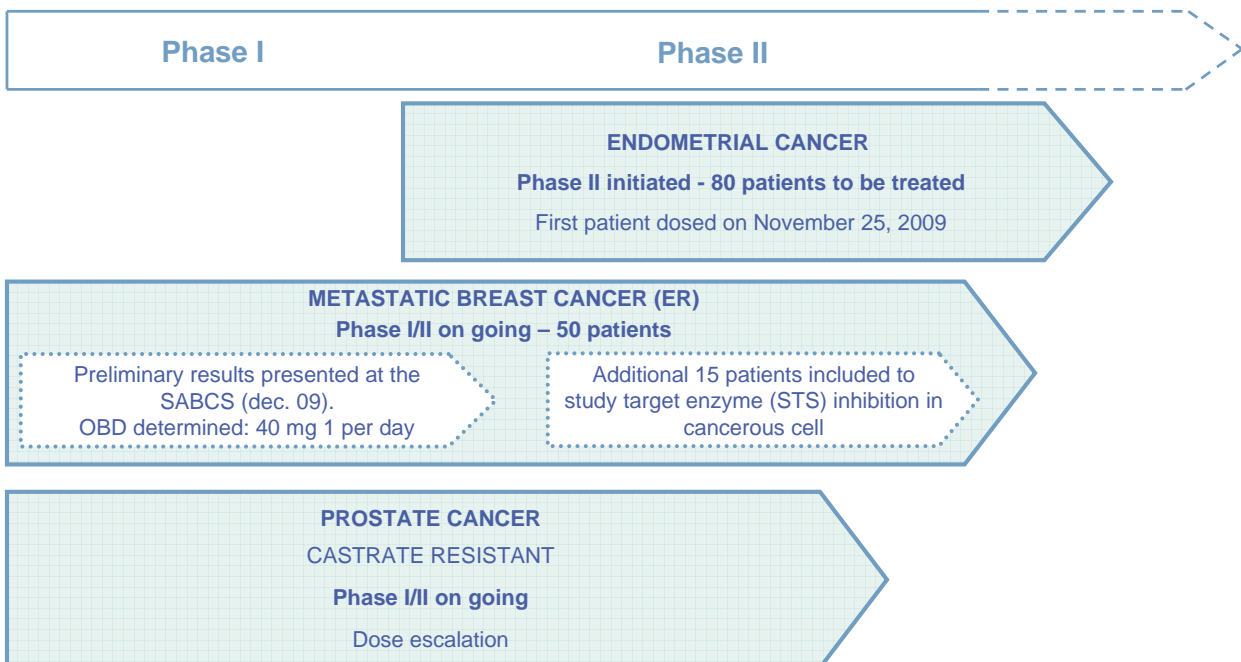 Phase I
Phase II
ENDOMETRIAL CANCER
Phase II initiated - 80 patients to be treated
First patient dosed on November 25, 2009
METASTATIC BREAST CANCER (ER)
Phase I/II on going – 50 patients
Preliminary results presented at the
SABCS (dec. 09).
OBD determined: 40 mg 1 per day
Additional 15 patients included to
study target enzyme (STS) inhibition in
cancerous cell
PROSTATE CANCER
CASTRATE RESISTANT
Phase I/II on going
Dose escalation